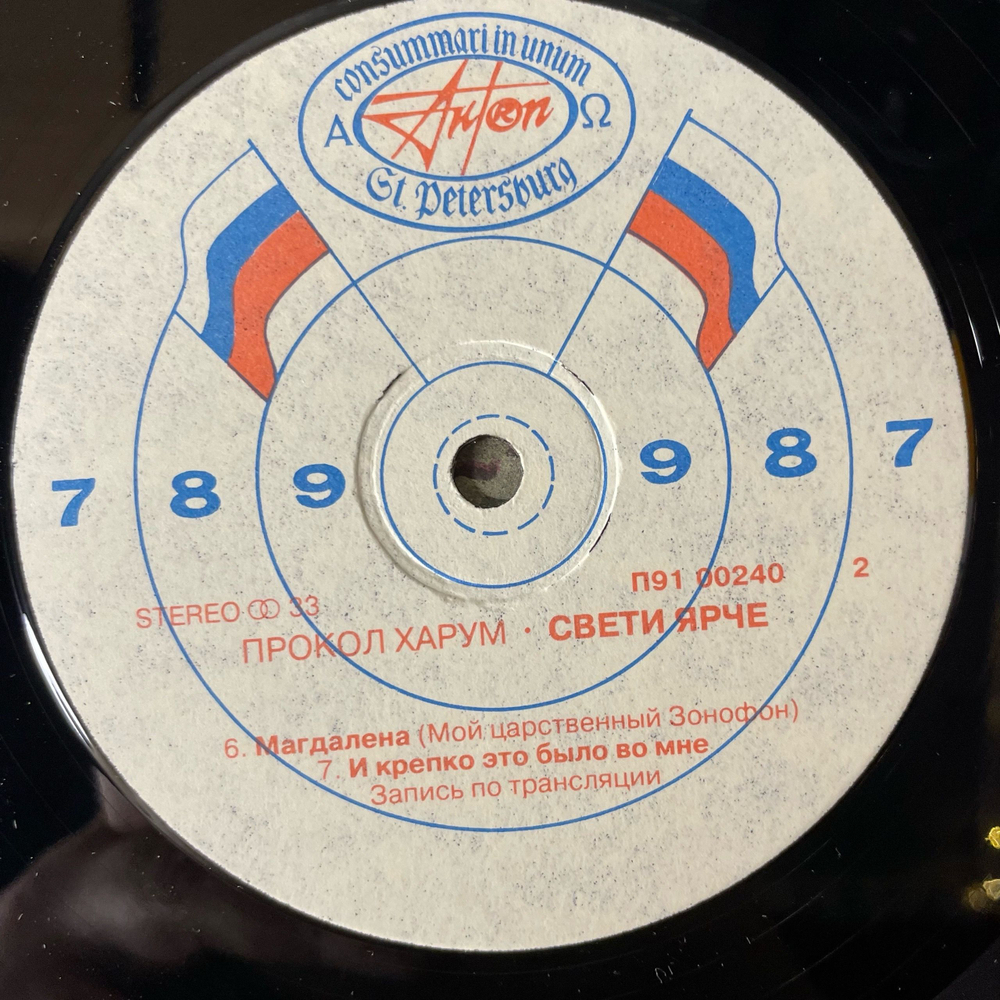 consummari in unum
Α Антоn Ω
St. Petersburg
7 8 9 9 8 7
П91 00240 2
STEREO 33
ПРОКОЛ ХАРУМ · СВЕТИ ЯРЧЕ
6. Магдалена (Мой царственный Зонофон)
7. И крепко это было во мне
Запись по трансляции